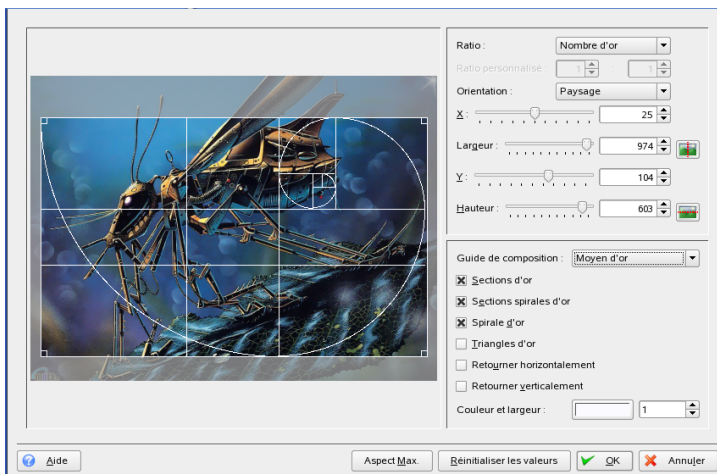 Ratio : Nombre d'or
Ratio personnalisé : 1 : 1
Orientation : Paysage
X : 25
Largeur : 974
Y : 104
Hauteur : 603
Guide de composition : Moyen d'or
Sections d'or
Sections spirales d'or
Spirale d'or
Triangles d'or
Retourner horizontalement
Retourner verticalement
Couleur et largeur : 1
Aide
Aspect Max.
Réinitialiser les valeurs
OK
Annuler